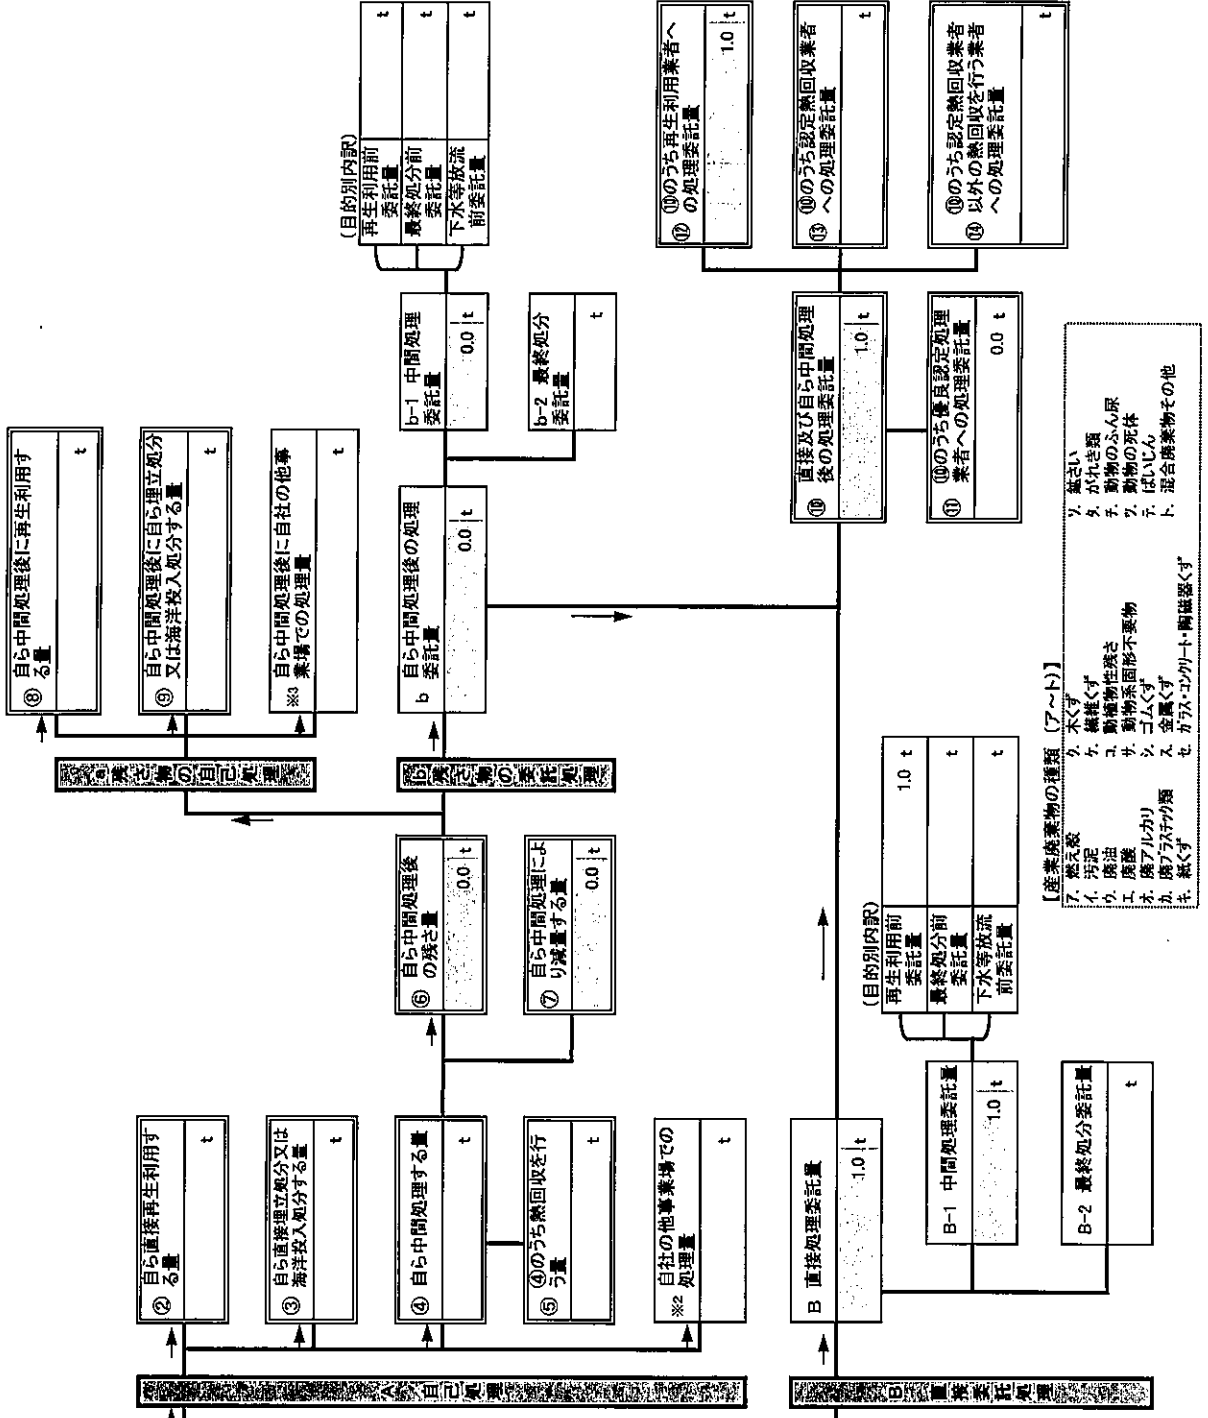 ② 自ら直接再生利用す
る量
t
③ 自ら直接埋立処分又は
海洋投入処分する量
t
④ 自ら中間処理する量
t
⑤ ④のうち熱回収を行
う量
t
※2 自社の他事業場での
処理量
t
A 自己処理
⑥ 自ら中間処理後
の残さ量
0.0 t
⑦ 自ら中間処理によ
り減量する量
0.0 t
a 残さ物の自己処理
⑧ 自ら中間処理後に再生利用す
る量
t
⑨ 自ら中間処理後に自ら埋立処分
又は海洋投入処分する量
t
※3 自ら中間処理後に自社の他事
業場での処理量
t
b 残さ物の委託処理
b 自ら中間処理後の処理
委託量
0.0 t
b-1 中間処理
委託量
0.0 t
b-2 最終処分
委託量
t
(目的別内訳)
再生利用前
委託量
t
最終処分前
委託量
t
下水等放流
前委託量
t
B 直接委託処理
B 直接処理委託量
1.0 t
B-1 中間処理委託量
1.0 t
B-2 最終処分委託量
t
(目的別内訳)
再生利用前
委託量
1.0 t
最終処分前
委託量
t
下水等放流
前委託量
t
⑩ 直接及び自ら中間処理
後の処理委託量
1.0 t
⑪ ⑩のうち優良認定処理
業者への処理委託量
0.0 t
⑫ ⑩のうち再生利用業者へ
の処理委託量
1.0 t
⑬ ⑩のうち認定熱回収業者
への処理委託量
t
⑭ ⑩のうち認定熱回収業者
以外の熱回収を行う業者
への処理委託量
t
【産業廃棄物の種類 (ア～ト)】
ア. 燃え殻
イ. 汚泥
ウ. 廃油
エ. 廃酸
オ. 廃アルカリ
カ. 廃プラスチック類
キ. 紙くず
ク. 木くず
ケ. 繊維くず
コ. 動植物性残さ
サ. 動物系固形不要物
シ. ゴムくず
ス. 金属くず
セ. ガラス・コンクリート・陶磁器くず
ソ. 鉱さい
タ. がれき類
チ. 動物のふん尿
ツ. 動物の死体
テ. ばいじん
ト. 混合廃棄物その他